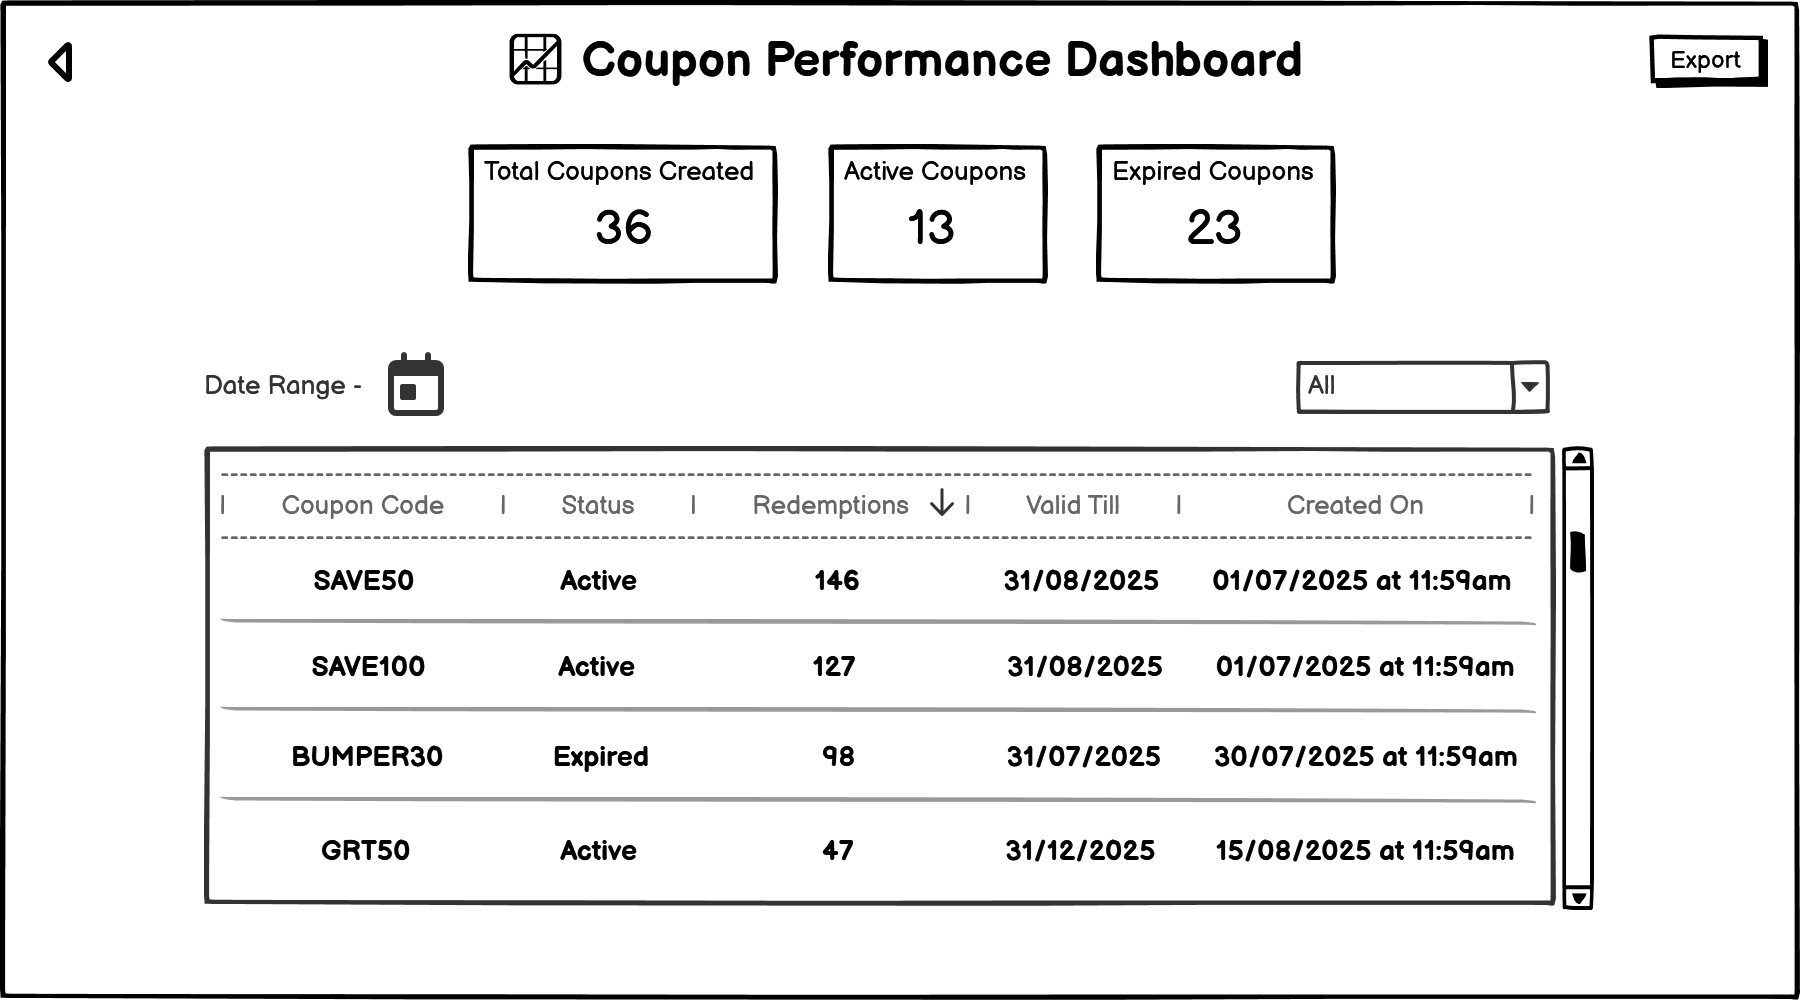 Coupon Performance Dashboard
Export
Total Coupons Created
36
Active Coupons
13
Expired Coupons
23
Date Range -
All
Coupon Code | Status | Redemptions | Valid Till | Created On
SAVE50 Active 146 31/08/2025 01/07/2025 at 11:59am
SAVE100 Active 127 31/08/2025 01/07/2025 at 11:59am
BUMPER30 Expired 98 31/07/2025 30/07/2025 at 11:59am
GRT50 Active 47 31/12/2025 15/08/2025 at 11:59am